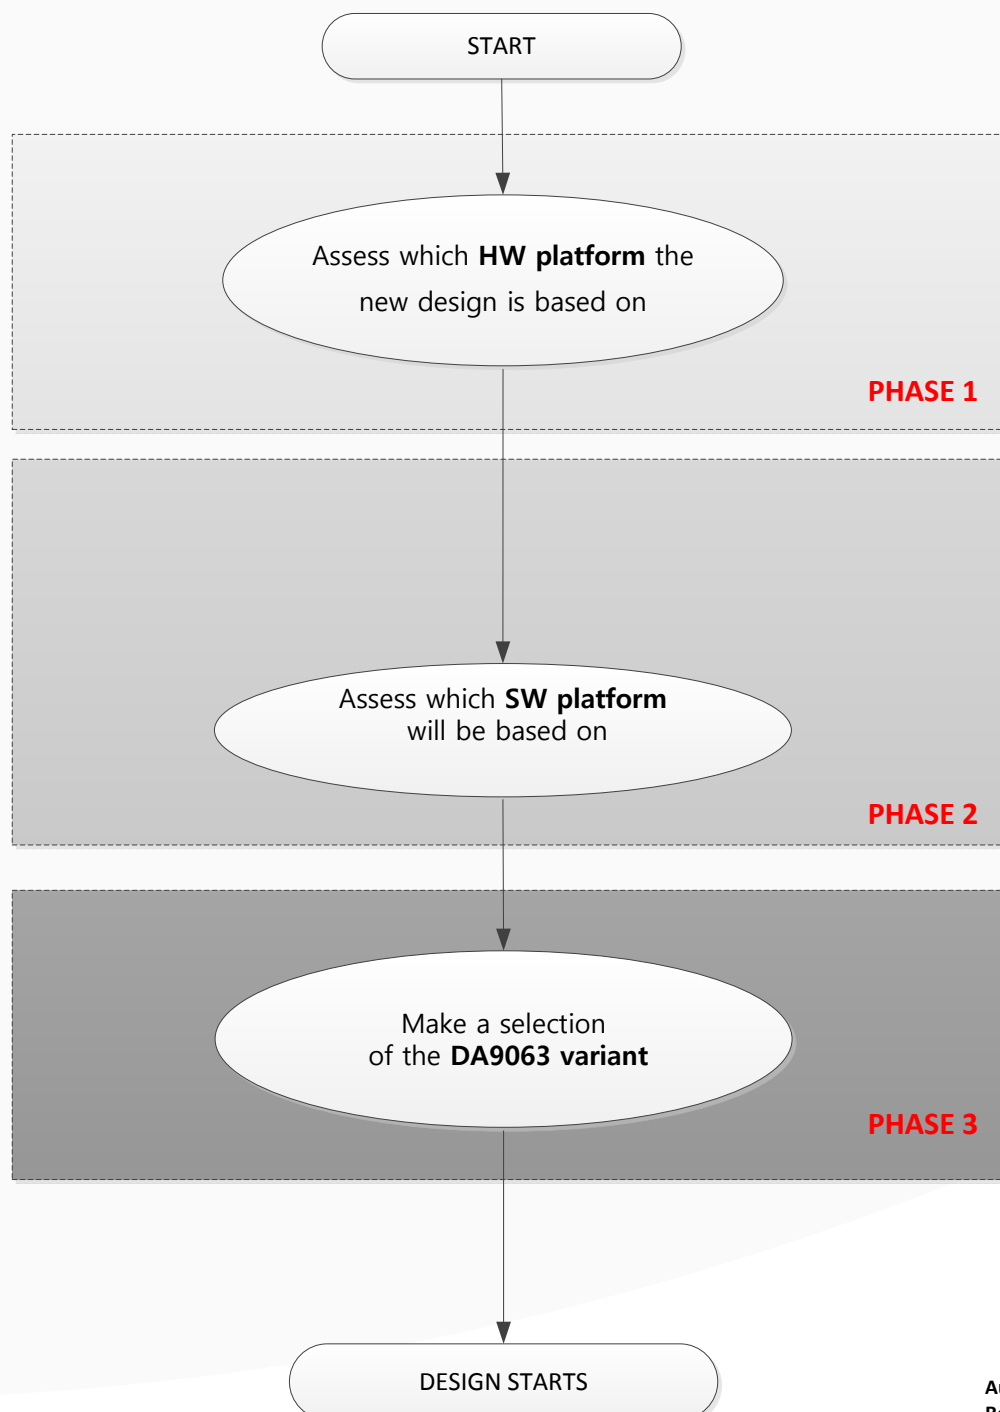 START
Assess which HW platform the
new design is based on
PHASE 1
Assess which SW platform
will be based on
PHASE 2
Make a selection
of the DA9063 variant
PHASE 3
DESIGN STARTS